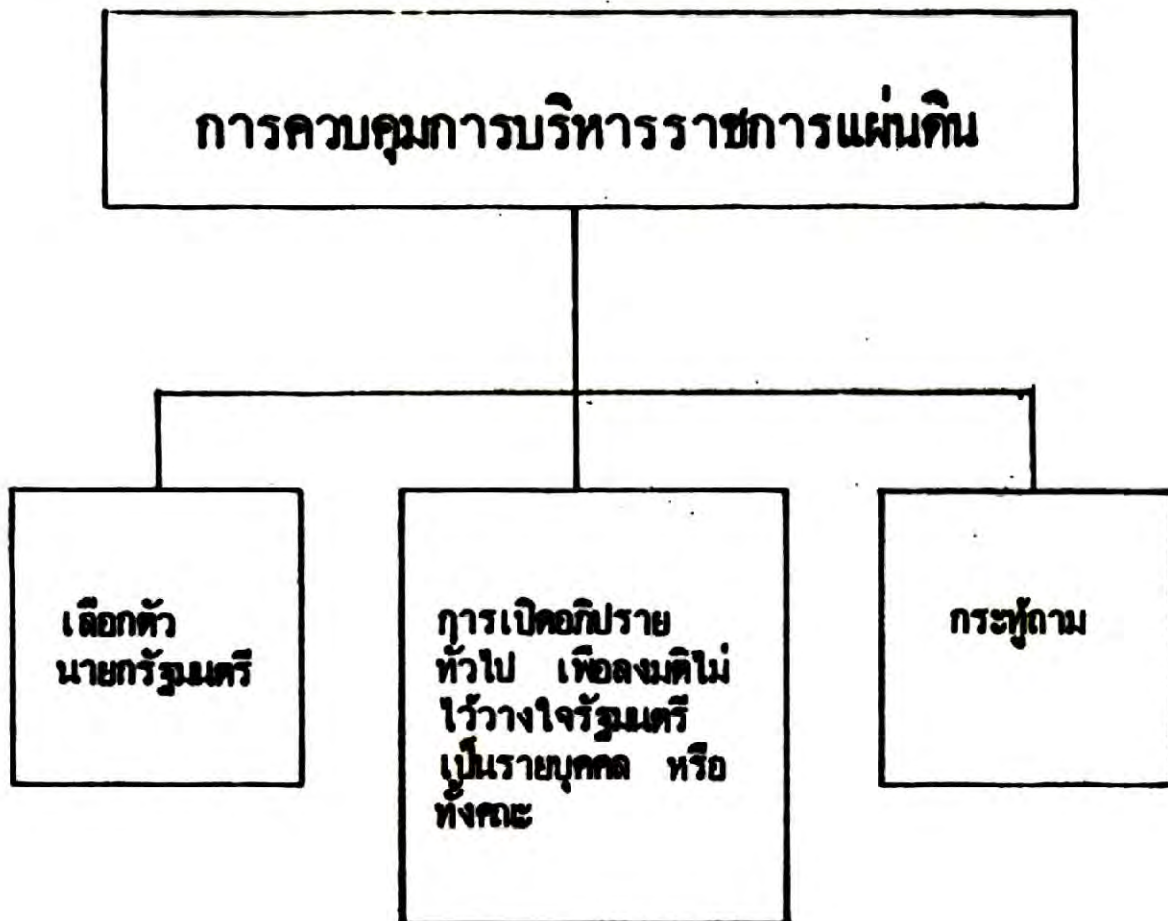 การควบคุมการบริหารราชการแผ่นดิน
เลือกตัว
นายกรัฐมนตรี
การเปิดอภิปราย
ทั่วไป เพื่อลงมติไม่
ไว้วางใจรัฐมนตรี
เป็นรายบุคคล หรือ
ทั้งคณะ
กระทู้ถาม